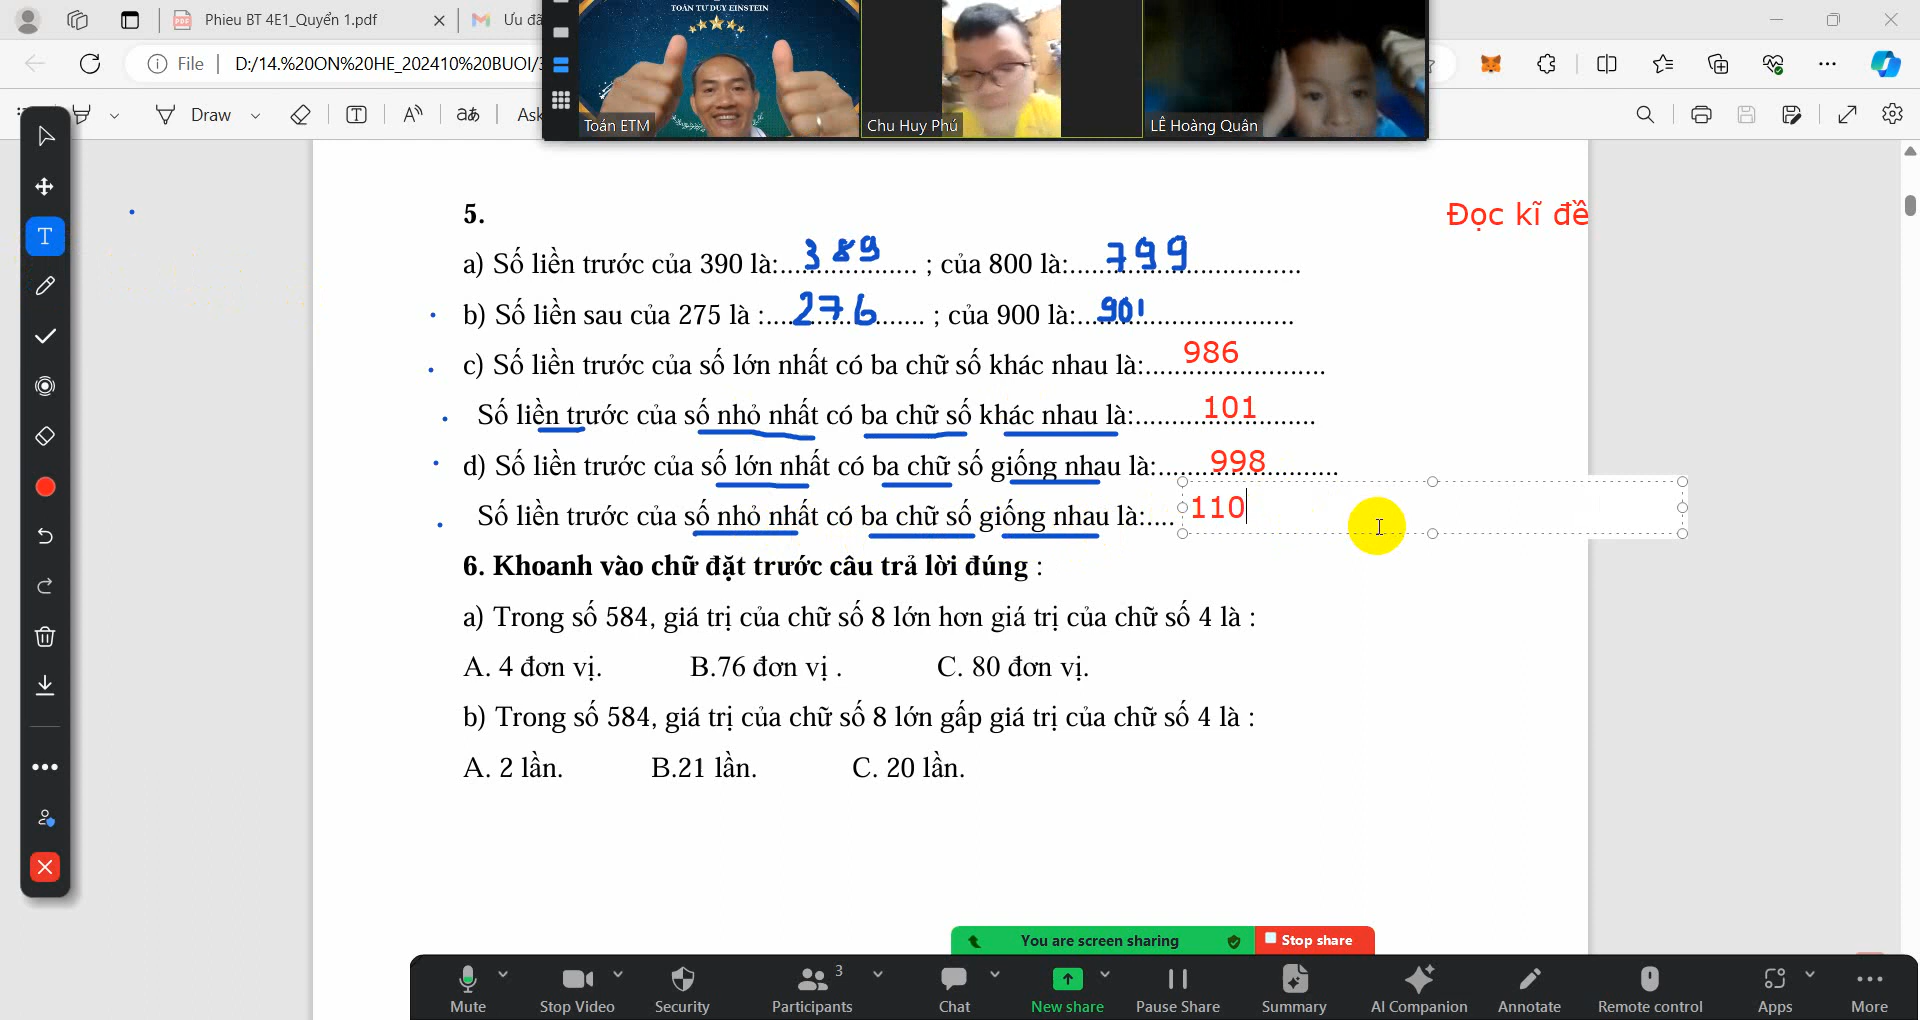 Phieu BT 4E1_Quyển 1.pdf
Ưu đã
File
D:/14.%20ON%20HE_202410%20BUOI/3
Draw
Ask
TOÁN TƯ DUY EINSTEIN
Toán ETM
Chu Huy Phú
LÊ Hoàng Quân
Đọc kĩ đề
5.
a) Số liền trước của 390 là:....389.... ; của 800 là:....799....
b) Số liền sau của 275 là :....276.... ; của 900 là:....901....
c) Số liền trước của số lớn nhất có ba chữ số khác nhau là:....986....
Số liền trước của số nhỏ nhất có ba chữ số khác nhau là:....101....
d) Số liền trước của số lớn nhất có ba chữ số giống nhau là:....998....
Số liền trước của số nhỏ nhất có ba chữ số giống nhau là:.... 110
6. Khoanh vào chữ đặt trước câu trả lời đúng :
a) Trong số 584, giá trị của chữ số 8 lớn hơn giá trị của chữ số 4 là :
A. 4 đơn vị. B.76 đơn vị . C. 80 đơn vị.
b) Trong số 584, giá trị của chữ số 8 lớn gấp giá trị của chữ số 4 là :
A. 2 lần. B.21 lần. C. 20 lần.
You are screen sharing Stop share
3
Mute Stop Video Security Participants Chat New share Pause Share Summary AI Companion Annotate Remote control Apps More